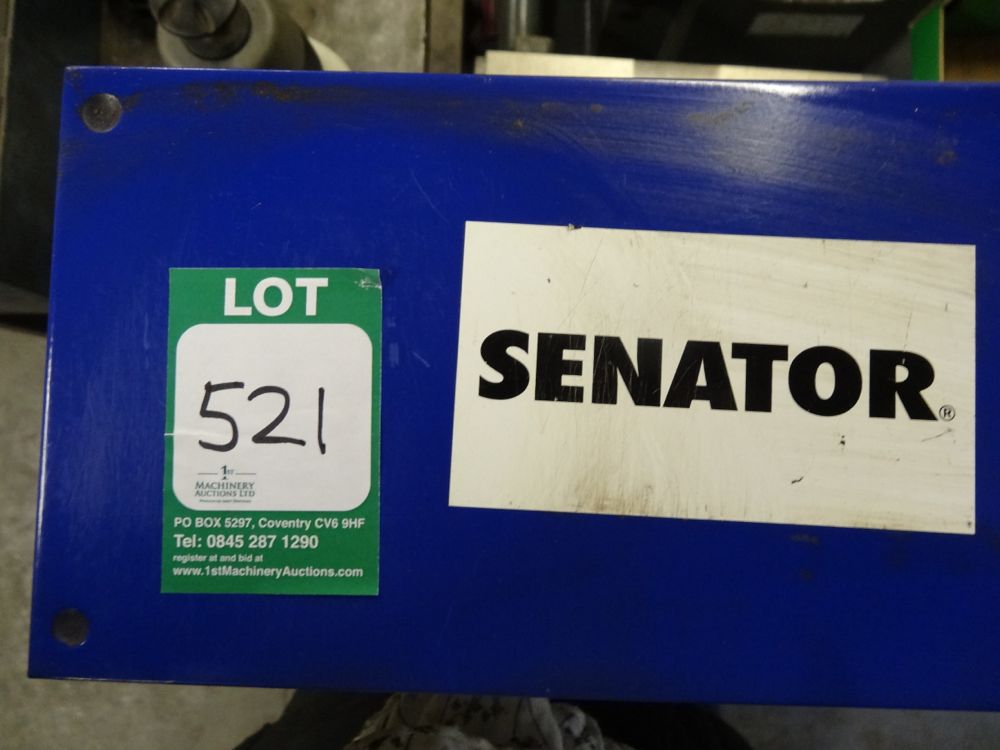 LOT
521
1ST
MACHINERY
AUCTIONS LTD
PO BOX 5297, Coventry CV6 9HF
Tel: 0845 287 1290
register at and bid at
www.1stMachineryAuctions.com
SENATOR®